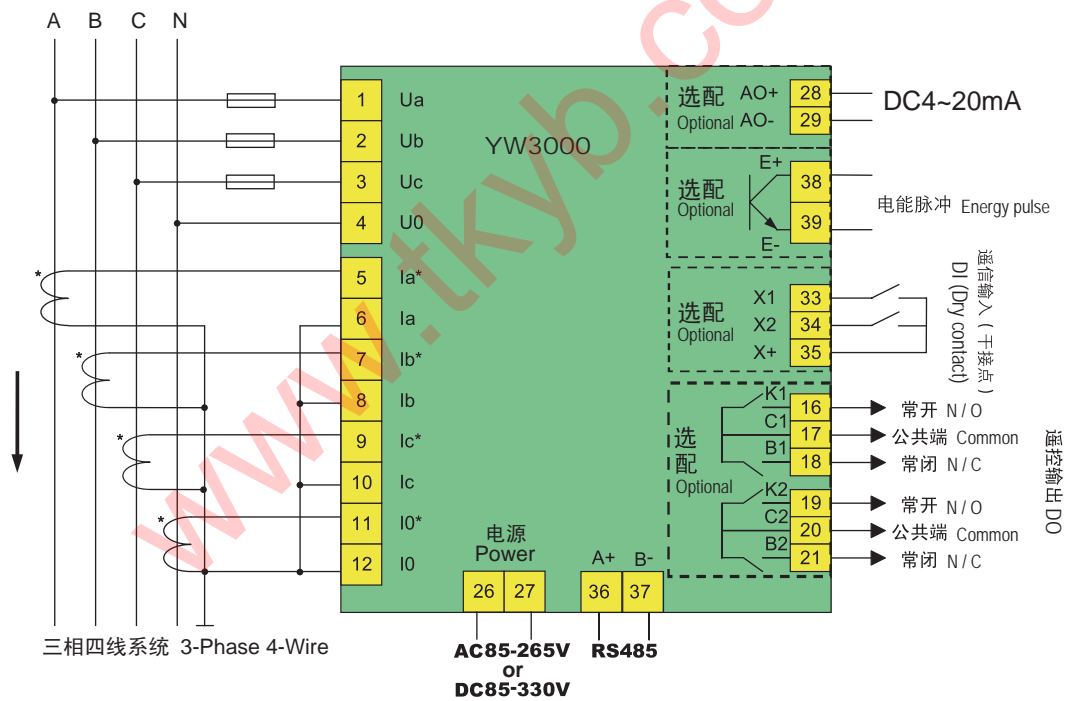 A B C N
1 Ua
2 Ub
3 Uc
4 U0
5 Ia*
6 Ia
7 Ib*
8 Ib
9 Ic*
10 Ic
11 I0*
12 I0
*
*
*
*
YW3000
选配 AO+ 28
Optional AO- 29
DC4~20mA
选配
Optional
E+
38
39
E-
电能脉冲 Energy pulse
选配
Optional
X1 33
X2 34
X+ 35
遥信输入(干接点)
DI (Dry contact)
选配
Optional
K1 16 常开 N/O
C1 17 公共端 Common
B1 18 常闭 N/C
K2 19 常开 N/O
C2 20 公共端 Common
B2 21 常闭 N/C
遥控输出 DO
电源
Power
26 27
A+ B-
36 37
AC85-265V
or
DC85-330V
RS485
三相四线系统 3-Phase 4-Wire
www.tkyb.co